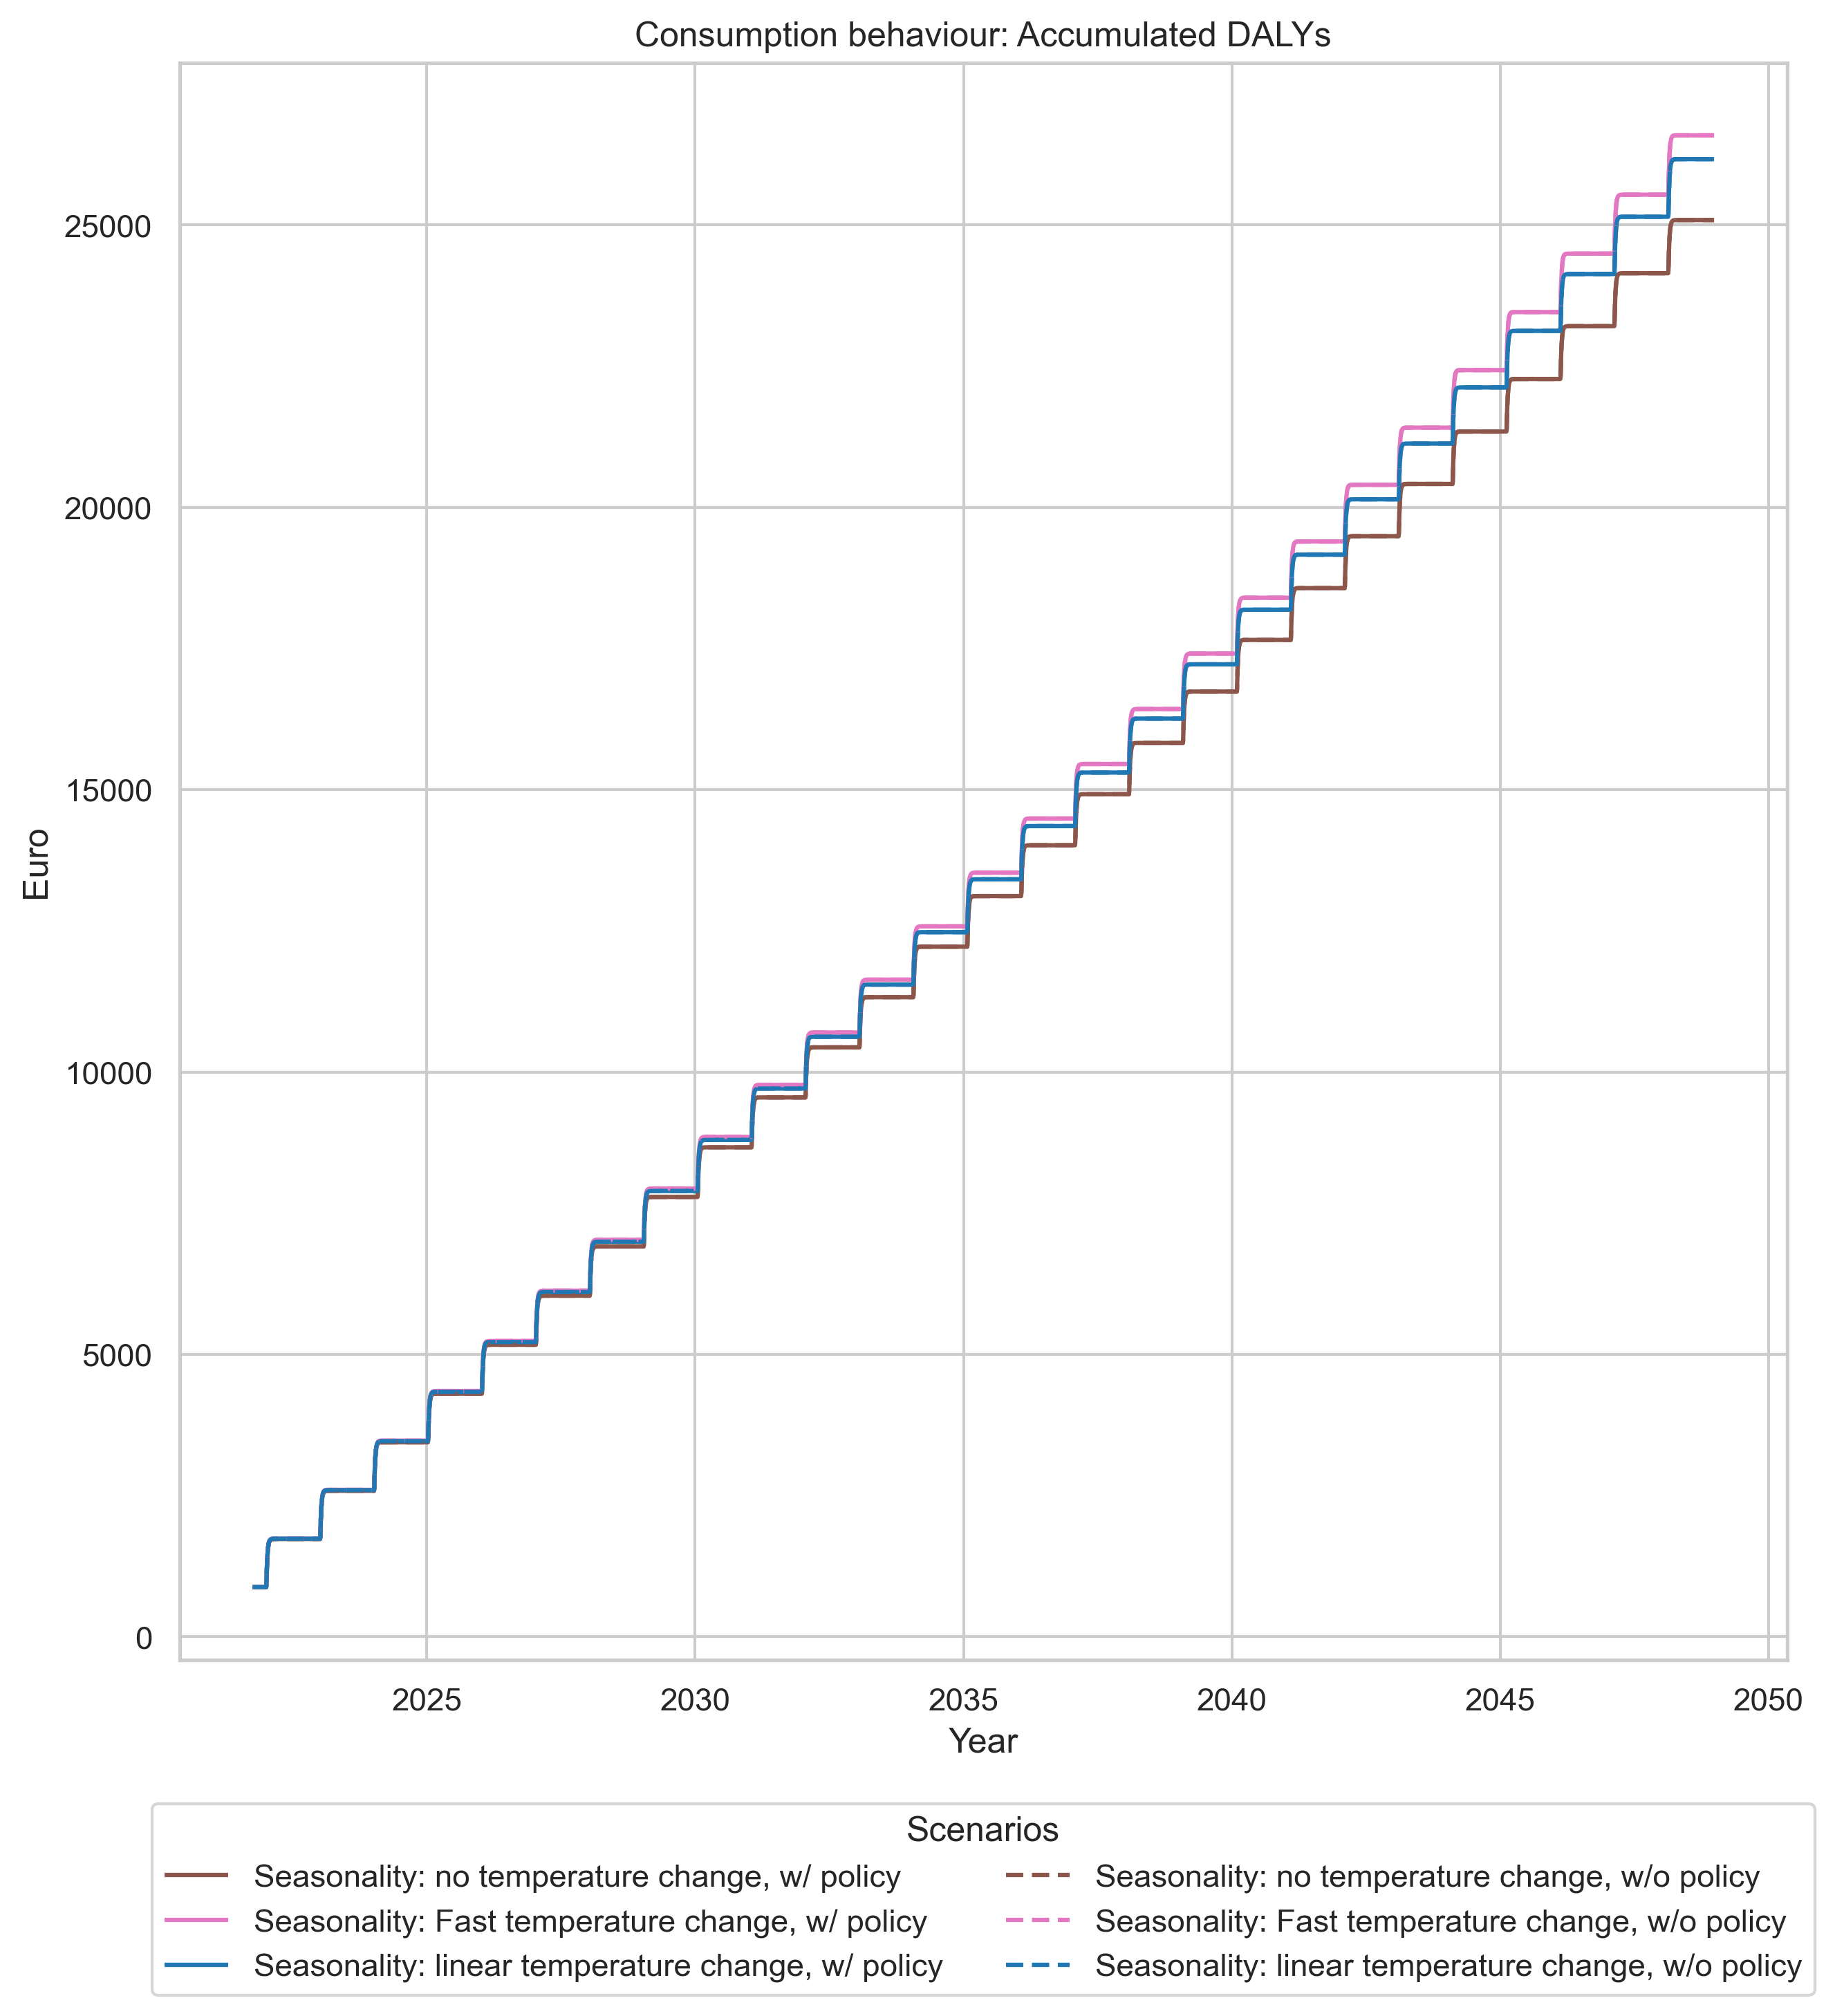 Consumption behaviour: Accumulated DALYs
25000
20000
15000
10000
5000
0
Euro
2025 2030 2035 2040 2045 2050
Year
Scenarios
Seasonality: no temperature change, w/ policy Seasonality: no temperature change, w/o policy
Seasonality: Fast temperature change, w/ policy Seasonality: Fast temperature change, w/o policy
Seasonality: linear temperature change, w/ policy Seasonality: linear temperature change, w/o policy